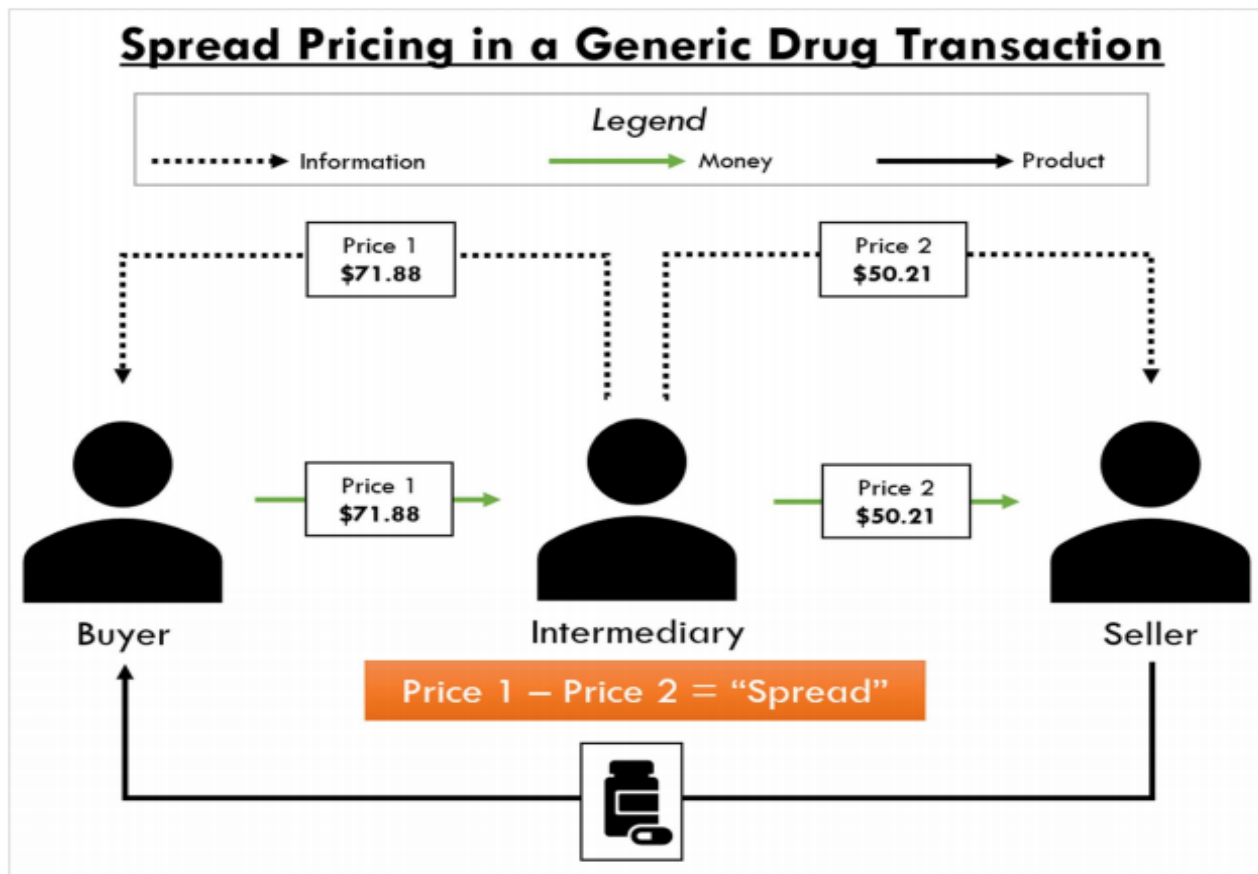 Spread Pricing in a Generic Drug Transaction
Legend
Information
Money
Product
Price 1
$71.88
Price 2
$50.21
Price 1
$71.88
Price 2
$50.21
Buyer
Intermediary
Seller
Price 1 – Price 2 = “Spread”